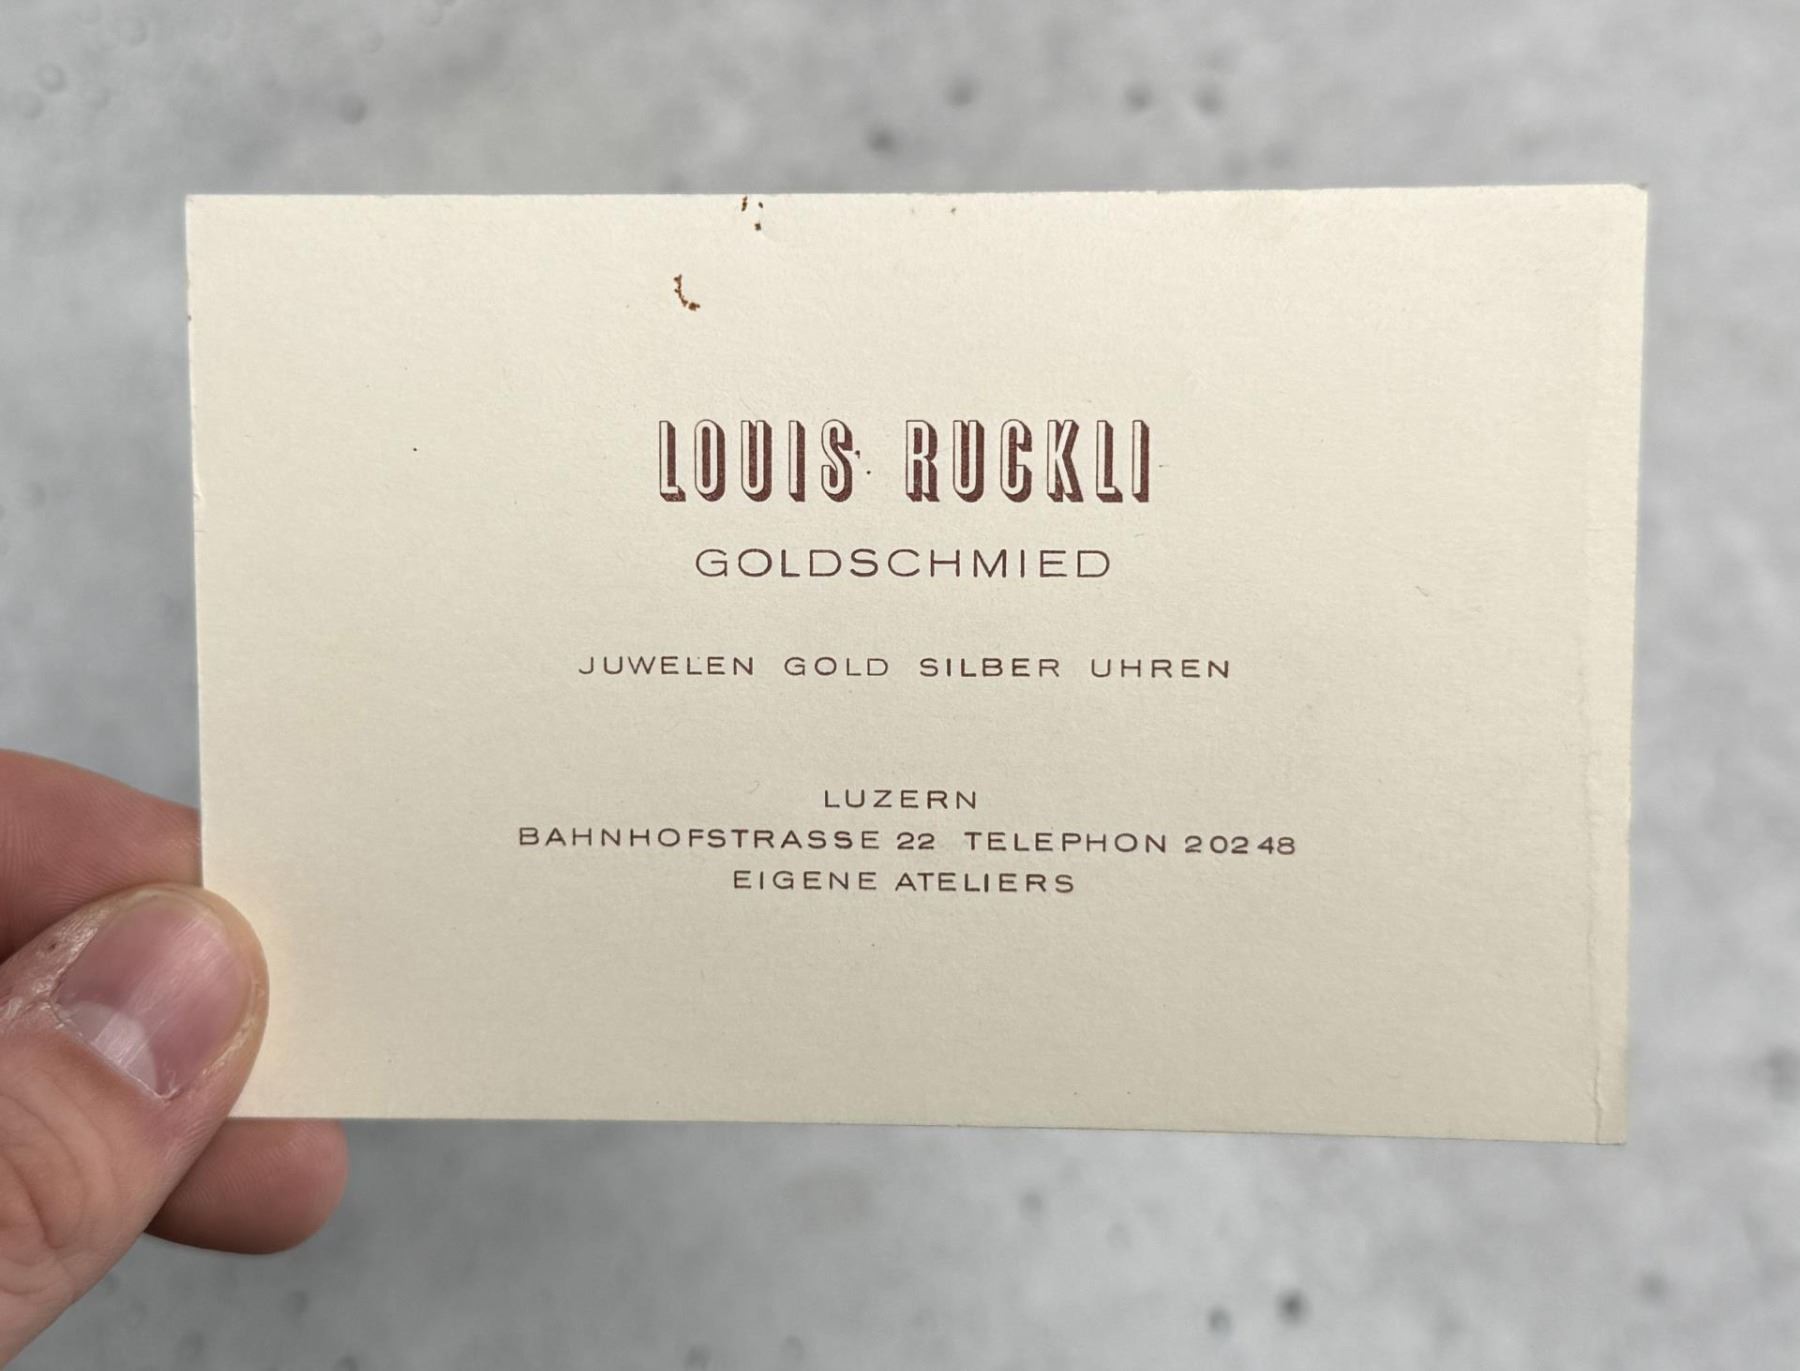 LOUIS RUCKLI
GOLDSCHMIED
JUWELEN GOLD SILBER UHREN
LUZERN
BAHNHOFSTRASSE 22 TELEPHON 20248
EIGENE ATELIERS